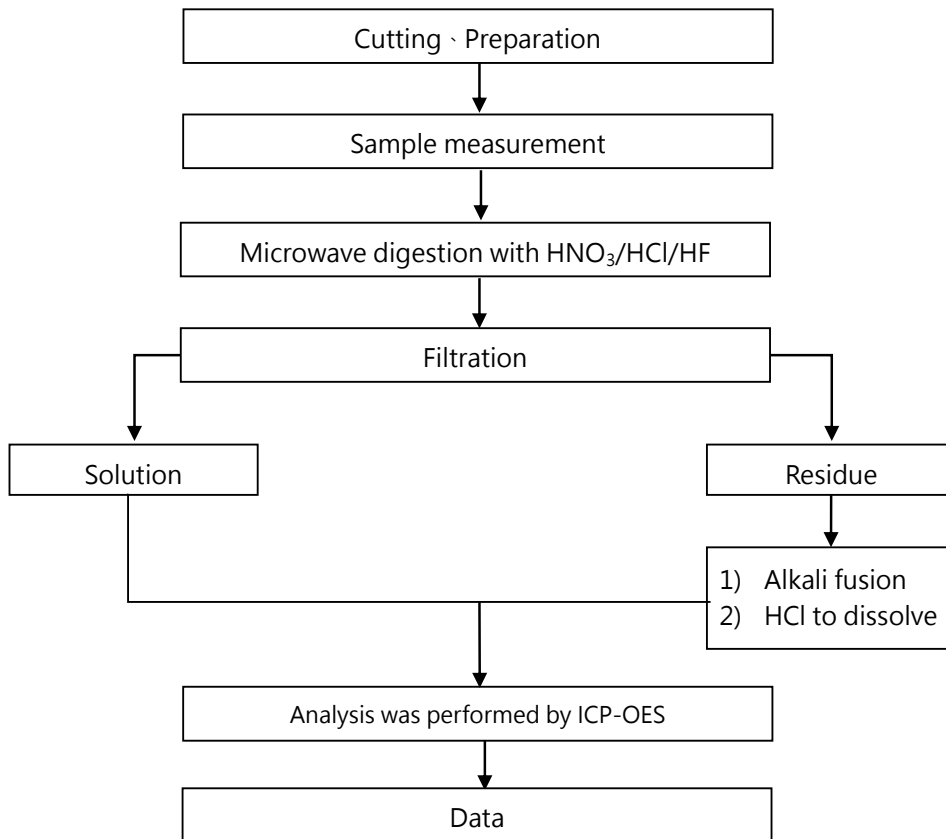 Cutting、Preparation
Sample measurement
Microwave digestion with HNO₃/HCl/HF
Filtration
Solution
Residue
1) Alkali fusion
2) HCl to dissolve
Analysis was performed by ICP-OES
Data